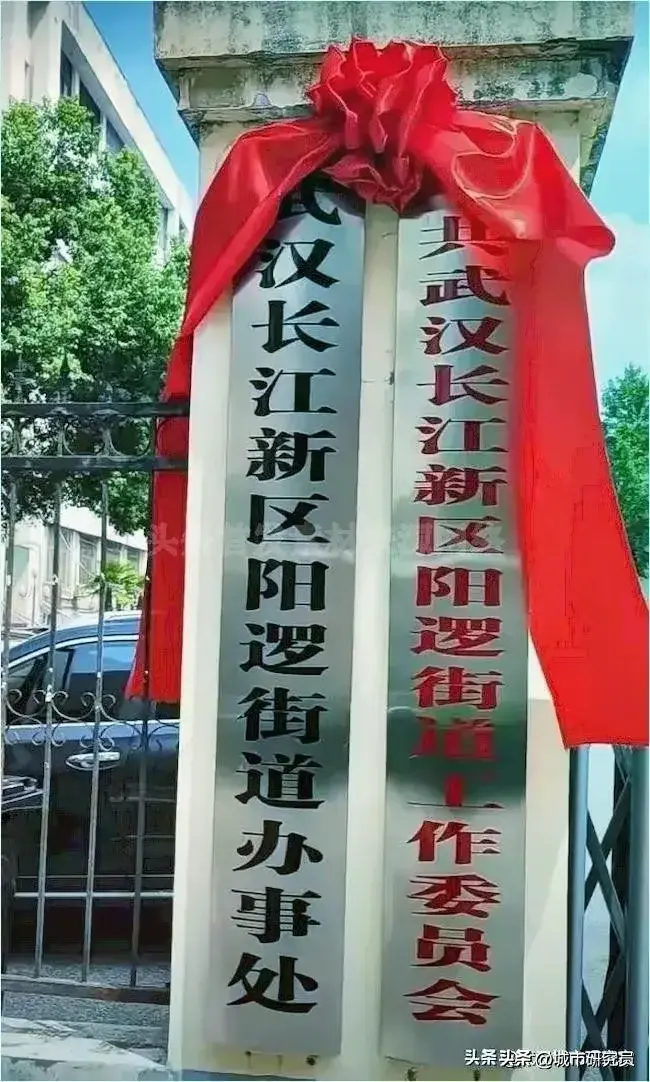 武汉长江新区阳逻街道办事处
共武汉长江新区阳逻街道工作委员会
头条头条@城市研究员